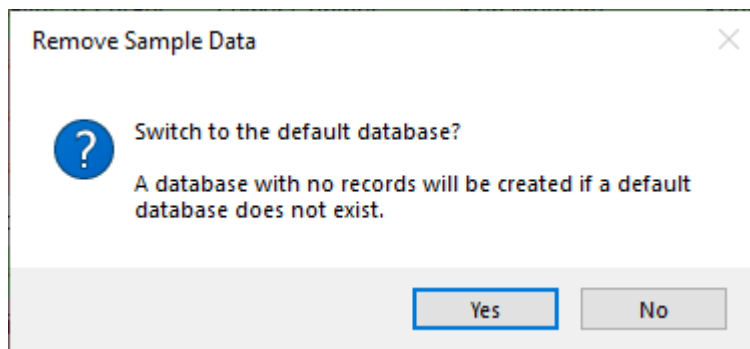 Remove Sample Data
Switch to the default database?
A database with no records will be created if a default
database does not exist.
Yes
No